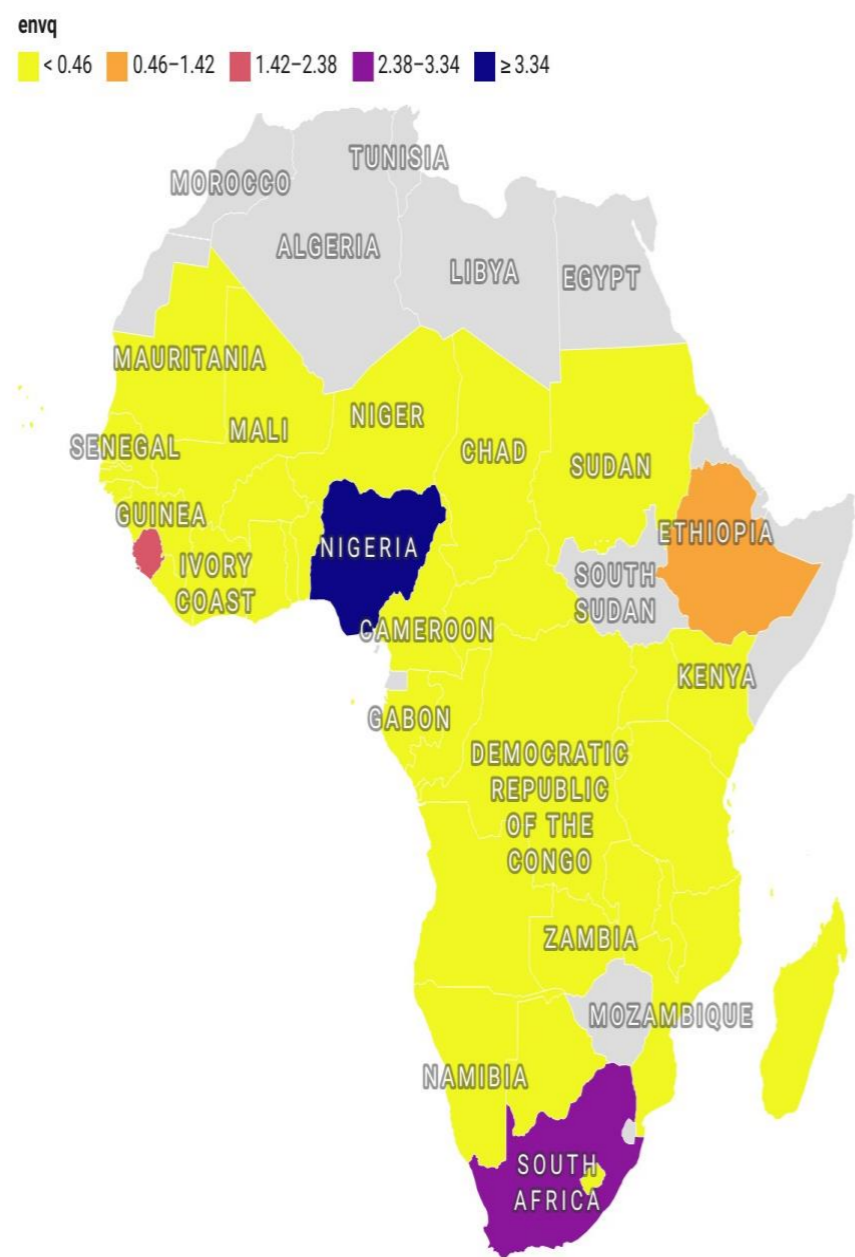 envq
< 0.46 0.46–1.42 1.42–2.38 2.38–3.34 ≥ 3.34
TUNISIA
MOROCCO
ALGERIA
LIBYA
EGYPT
MAURITANIA
NIGER
MALI
SENEGAL
CHAD
SUDAN
GUINEA
NIGERIA
ETHIOPIA
IVORY
COAST
SOUTH
SUDAN
CAMEROON
KENYA
GABON
DEMOCRATIC
REPUBLIC
OF THE
CONGO
ZAMBIA
MOZAMBIQUE
NAMIBIA
SOUTH
AFRICA